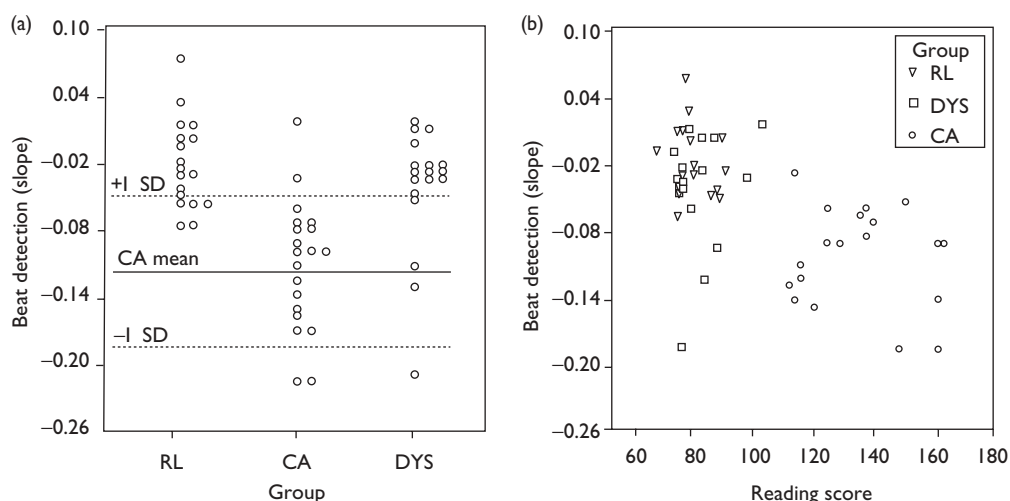 (a)
0.10
0.04
−0.02
−0.08
−0.14
−0.20
−0.26
Beat detection (slope)
+I SD
CA mean
−I SD
RL CA DYS
Group
(b)
0.10
0.04
−0.02
−0.08
−0.14
−0.20
−0.26
Beat detection (slope)
Group
RL
DYS
CA
60 80 100 120 140 160 180
Reading score